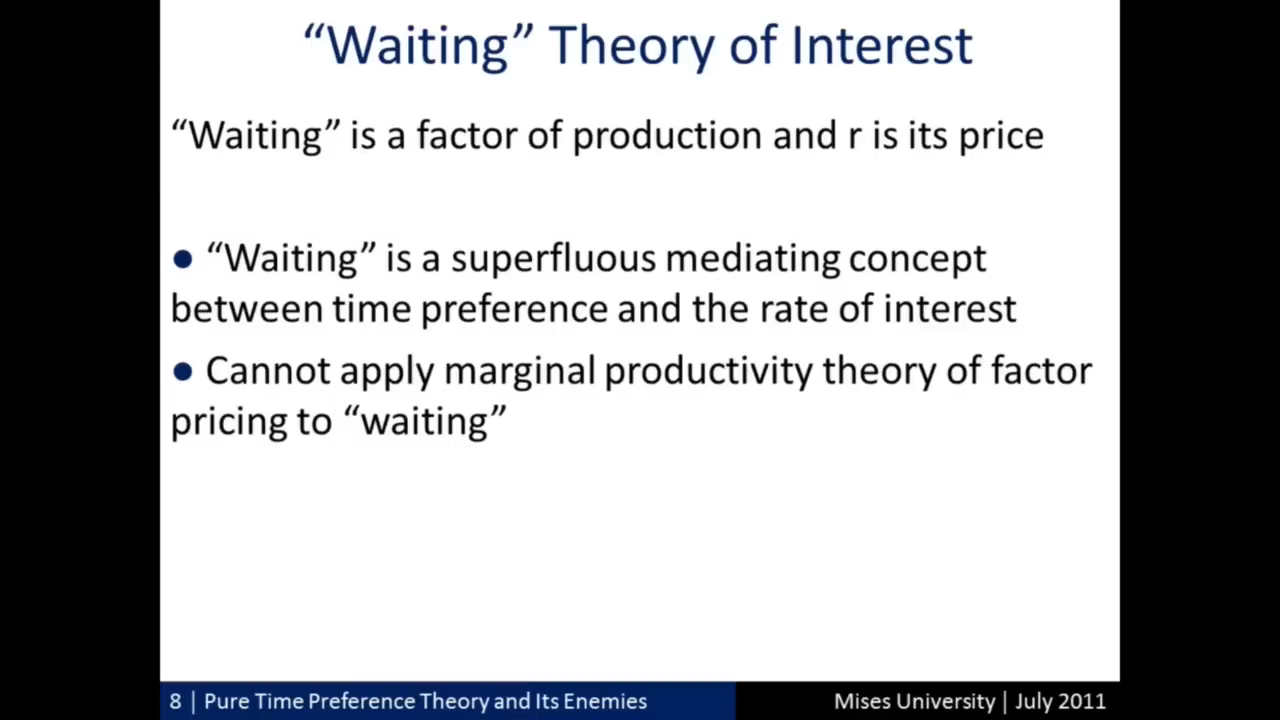 “Waiting” Theory of Interest
“Waiting” is a factor of production and r is its price
● “Waiting” is a superfluous mediating concept
between time preference and the rate of interest
● Cannot apply marginal productivity theory of factor
pricing to “waiting”
8 | Pure Time Preference Theory and Its Enemies
Mises University | July 2011